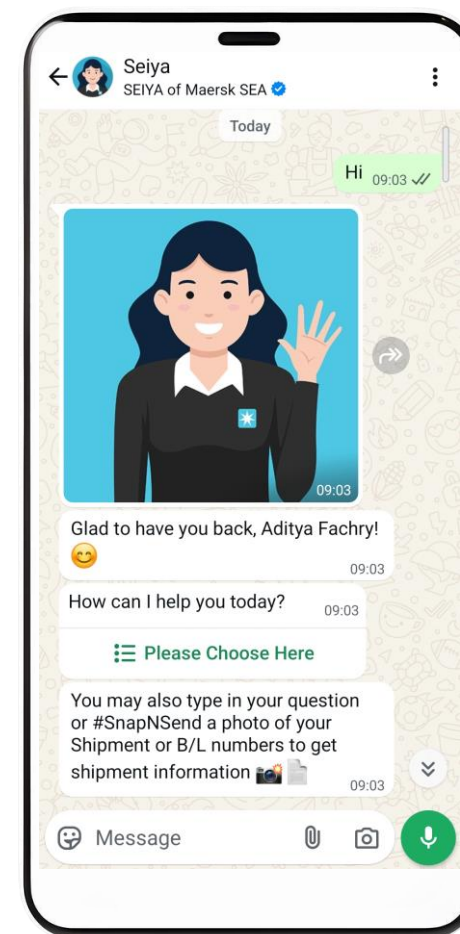 Seiya
SEIYA of Maersk SEA
Today
Hi 09:03
09:03
Glad to have you back, Aditya Fachry!
😊
09:03
How can I help you today? 09:03
Please Choose Here
You may also type in your question
or #SnapNSend a photo of your
Shipment or B/L numbers to get
shipment information 📸 📄
09:03
Message